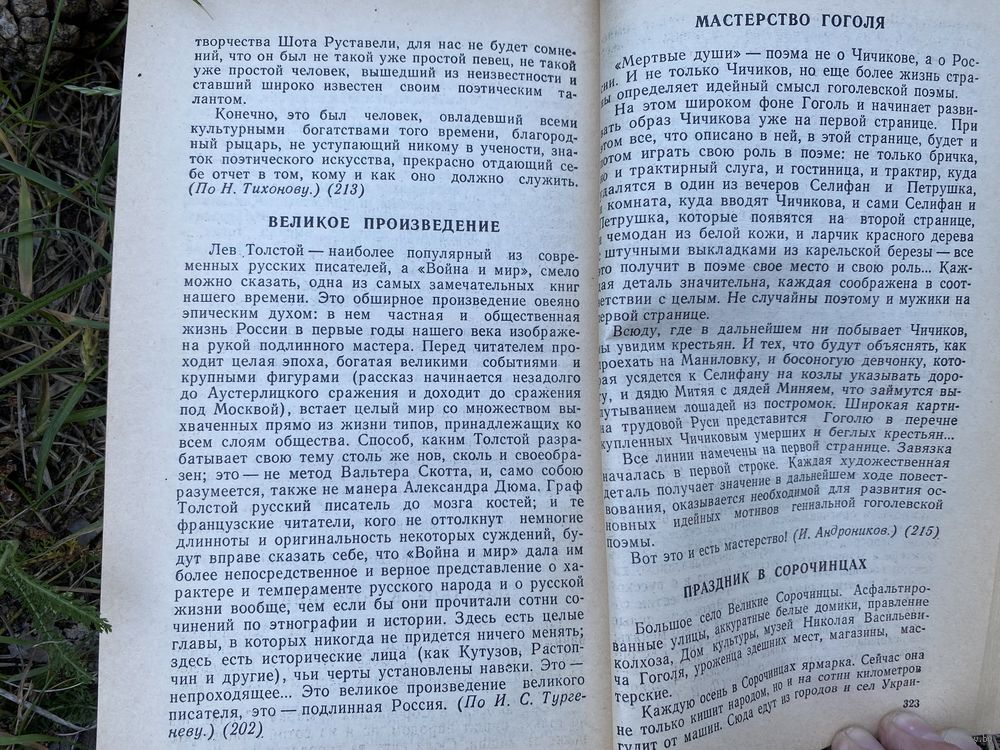 творчества Шота Руставели, для нас не будет сомне-
ний, что он был не такой уже простой певец, не такой
уже простой человек, вышедший из неизвестности и
ставший широко известен своим поэтическим та-
лантом.
Конечно, это был человек, овладевший всеми
культурными богатствами того времени, благород-
ный рыцарь, не уступающий никому в учености, зна-
ток поэтического искусства, прекрасно отдающий се-
бе отчет в том, кому и как оно должно служить.
(По Н. Тихонову.) (213)
ВЕЛИКОЕ ПРОИЗВЕДЕНИЕ
Лев Толстой — наиболее популярный из совре-
менных русских писателей, а «Война и мир», смело
можно сказать, одна из самых замечательных книг
нашего времени. Это обширное произведение овеяно
эпическим духом: в нем частная и общественная
жизнь России в первые годы нашего века изображе-
на рукой подлинного мастера. Перед читателем про-
ходит целая эпоха, богатая великими событиями и
крупными фигурами (рассказ начинается незадолго
до Аустерлицкого сражения и доходит до сражения
под Москвой), встает целый мир со множеством вы-
хваченных прямо из жизни типов, принадлежащих ко
всем слоям общества. Способ, каким Толстой разра-
батывает свою тему столь же нов, сколь и своеобра-
зен; это — не метод Вальтера Скотта, и, само собою
разумеется, также не манера Александра Дюма. Граф
Толстой русский писатель до мозга костей; и те
французские читатели, кого не оттолкнут немногие
длинноты и оригинальность некоторых суждений, бу-
дут вправе сказать себе, что «Война и мир» дала им
более непосредственное и верное представление о ха-
рактере и темпераменте русского народа и о русской
жизни вообще, чем если бы они прочитали сотни со-
чинений по этнографии и истории. Здесь есть целые
главы, в которых никогда не придется ничего менять;
здесь есть исторические лица (как Кутузов, Растоп-
чин и другие), чьи черты установлены навеки. Это —
непроходящее... Это великое произведение великого
писателя, это — подлинная Россия. (По И. С. Турге-
неву.) (202)
МАСТЕРСТВО ГОГОЛЯ
«Мертвые души» — поэма не о Чичикове, а о Рос-
сии. И не только Чичиков, но еще более жизнь стра-
ны определяет идейный смысл гоголевской поэмы.
На этом широком фоне Гоголь и начинает разви-
вать образ Чичикова уже на первой странице. При
этом все, что описано в ней, в этой странице, будет и
потом играть свою роль в поэме: не только бричка,
но и трактирный слуга, и гостиница, и трактир, куда
удалятся в один из вечеров Селифан и Петрушка,
и комната, куда вводят Чичикова, и сами Селифан и
Петрушка, которые появятся на второй странице,
и чемодан из белой кожи, и ларчик красного дерева
с штучными выкладками из карельской березы — все
это получит в поэме свое место и свою роль... Каж-
дая деталь значительна, каждая соображена в соот-
ветствии с целым. Не случайны поэтому и мужики на
первой странице.
Всюду, где в дальнейшем ни побывает Чичиков,
мы увидим крестьян. И тех, что будут объяснять, как
проехать на Маниловку, и босоногую девчонку, кото-
рая усядется к Селифану на козлы указывать доро-
гу, и дядю Митяя с дядей Миняем, что займутся вы-
путыванием лошадей из постромок. Широкая карти-
на трудовой Руси представится Гоголю в перечне
купленных Чичиковым умерших и беглых крестьян...
Все линии намечены на первой странице. Завязка
началась в первой строке. Каждая художественная
деталь получает значение в дальнейшем ходе повест-
вования, оказывается необходимой для развития ос-
новных идейных мотивов гениальной гоголевской
поэмы.
Вот это и есть мастерство! (И. Андроников.) (215)
ПРАЗДНИК В СОРОЧИНЦАХ
Большое село Великие Сорочинцы. Асфальтиро-
ванные улицы, аккуратные белые домики, правление
колхоза, Дом культуры, музей Николая Васильеви-
ча Гоголя, уроженца здешних мест, магазины, мас-
терские.
Каждую осень в Сорочинцах ярмарка. Сейчас она
не только кишит народом, но и на сотни километров
гудит от машин. Сюда едут из городов и сел Украи-
323